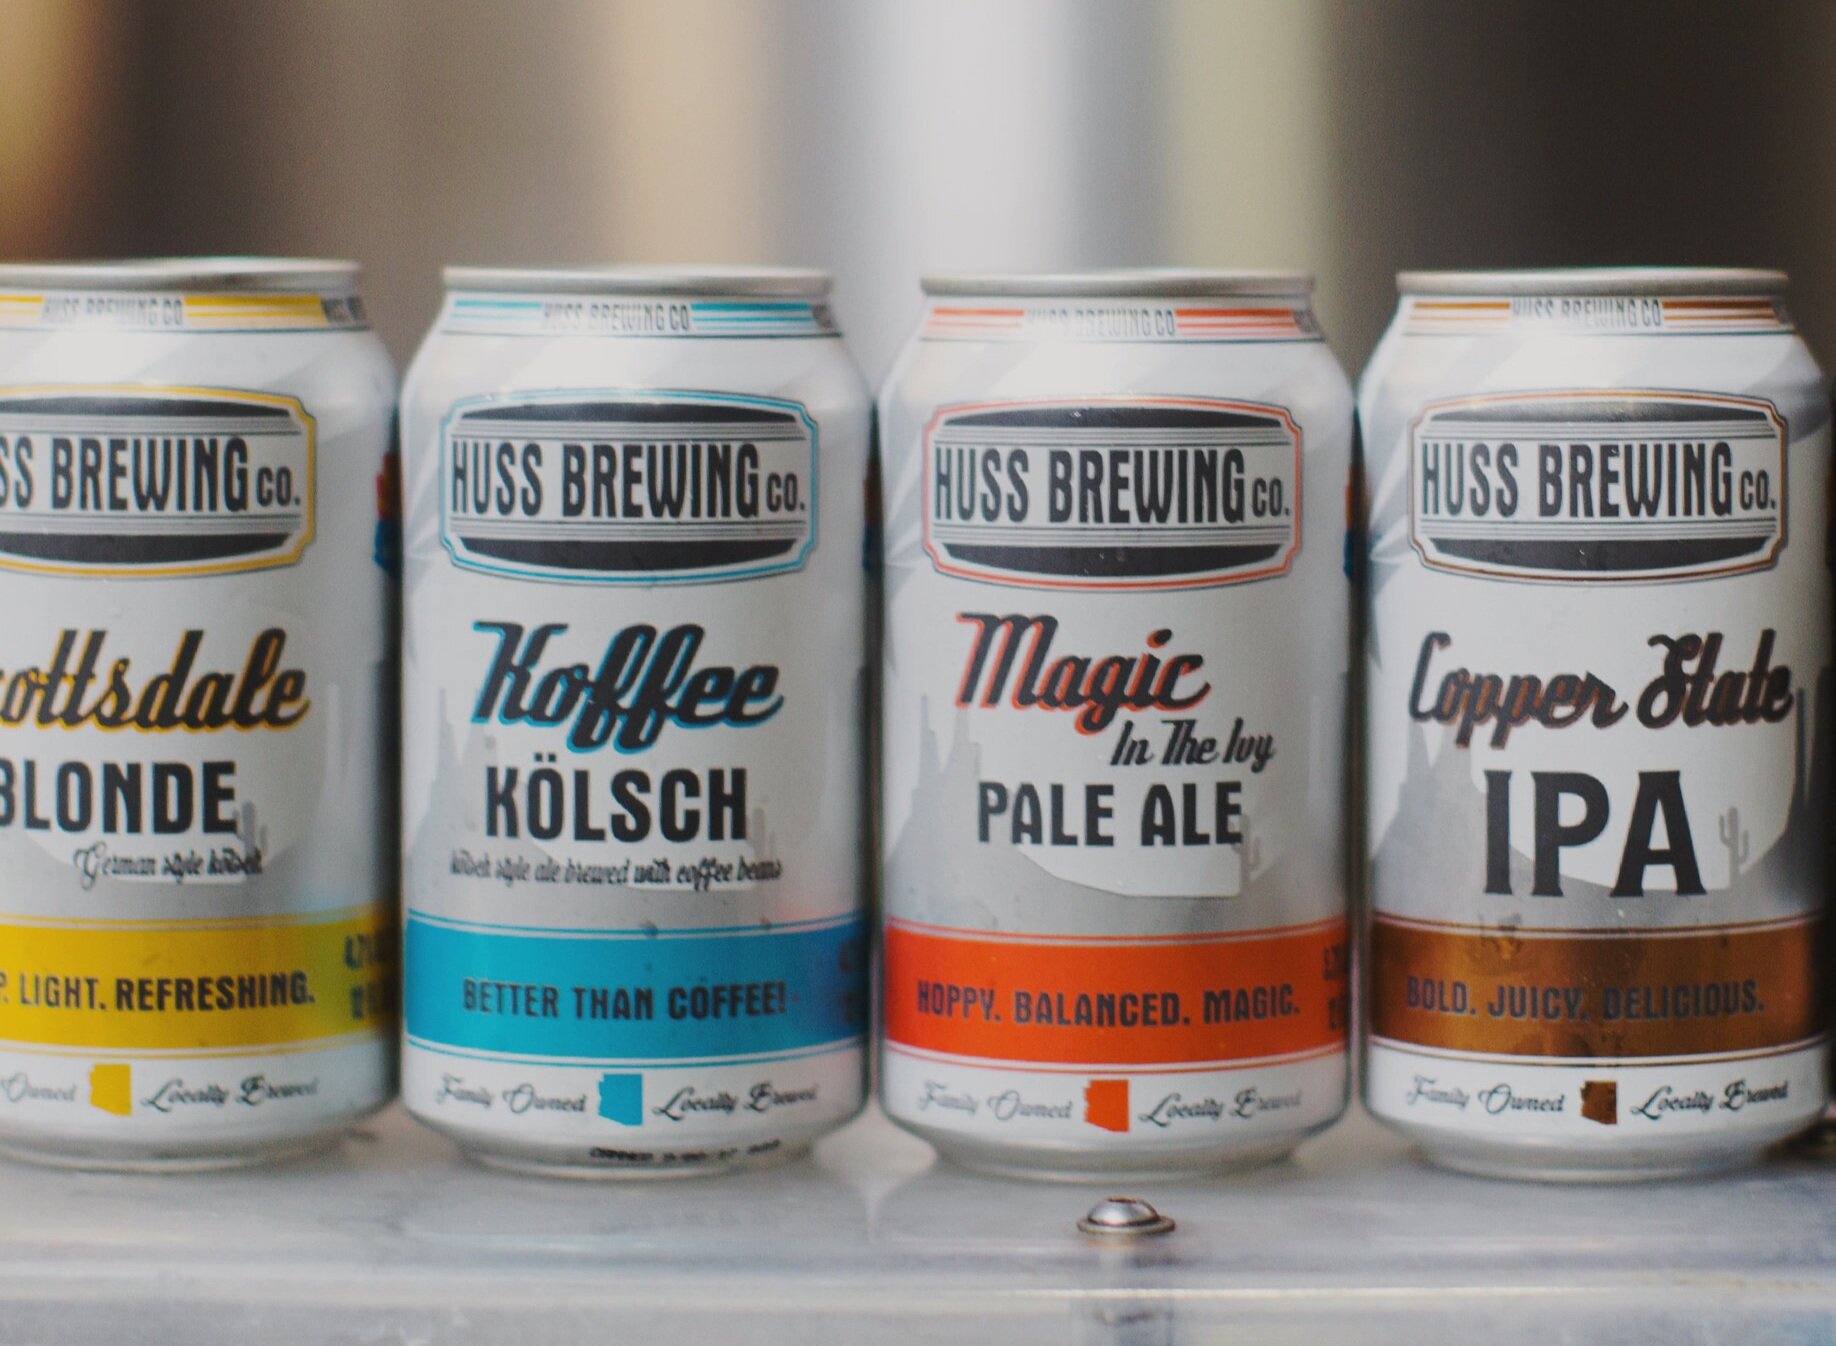 HUSS BREWING CO
SS BREWING CO.
cottsdale
BLONDE
German style kölsch
P. LIGHT. REFRESHING.
Owned Locally Brewed
HUSS BREWING CO
HUSS BREWING CO.
Koffee
KÖLSCH
kölsch style ale brewed with coffee beans
BETTER THAN COFFEE!
Family Owned Locally Brewed
HUSS BREWING CO
HUSS BREWING CO.
Magic
In The Ivy
PALE ALE
HOPPY. BALANCED. MAGIC.
Family Owned Locally Brewed
HUSS BREWING CO
HUSS BREWING CO.
Copper State
IPA
BOLD. JUICY. DELICIOUS.
Family Owned Locally Brewed